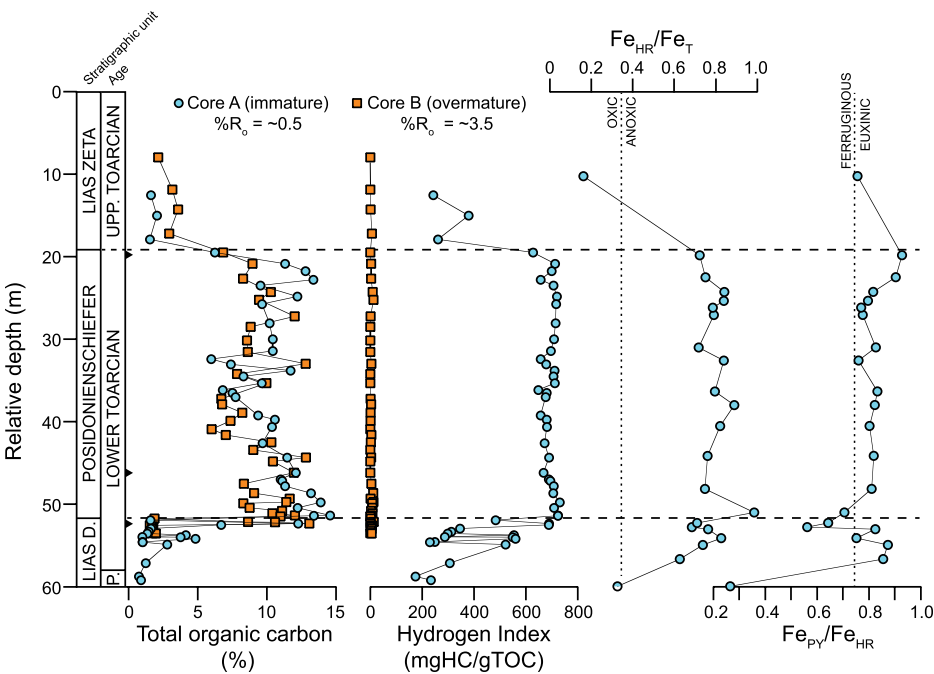 Stratigraphic unit
Age
Fe_HR/Fe_T
0 0.2 0.4 0.6 0.8 1.0
Core A (immature)
%R_o = ~0.5
Core B (overmature)
%R_o = ~3.5
OXIC
ANOXIC
FERRUGINOUS
EUXINIC
Relative depth (m)
0
10
20
30
40
50
60
LIAS ZETA
POSIDONIENSCHIEFER
LIAS D.
UPP. TOARCIAN
LOWER TOARCIAN
P.
0 5 10 15
Total organic carbon
(%)
0 200 400 600 800
Hydrogen Index
(mgHC/gTOC)
0.2 0.4 0.6 0.8 1.0
Fe_PY/Fe_HR